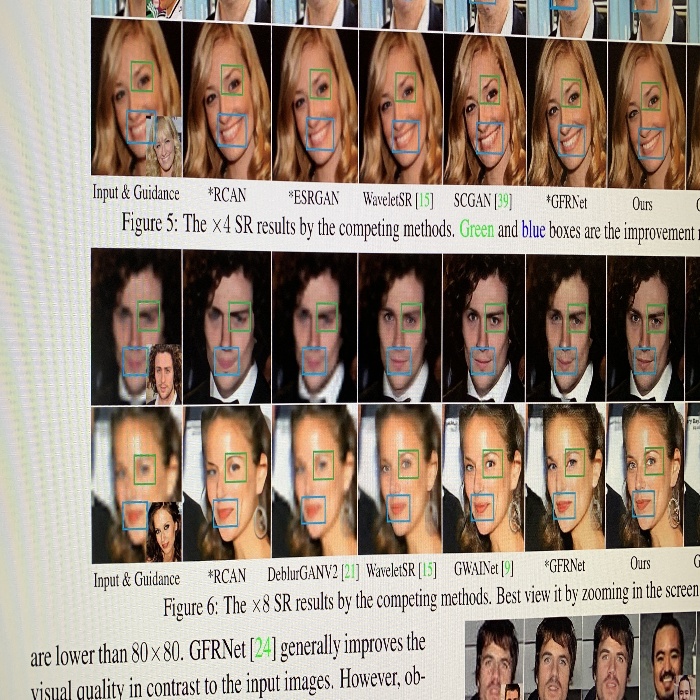 Input & Guidance *RCAN *ESRGAN WaveletSR [15] SCGAN [39] *GFRNet Ours
Figure 5: The ×4 SR results by the competing methods. Green and blue boxes are the improvement
Input & Guidance *RCAN DeblurGANV2 [21] WaveletSR [15] GWAINet [9] *GFRNet Ours G
Figure 6: The ×8 SR results by the competing methods. Best view it by zooming in the screen
are lower than 80×80. GFRNet [24] generally improves the
visual quality in contrast to the input images. However, ob-